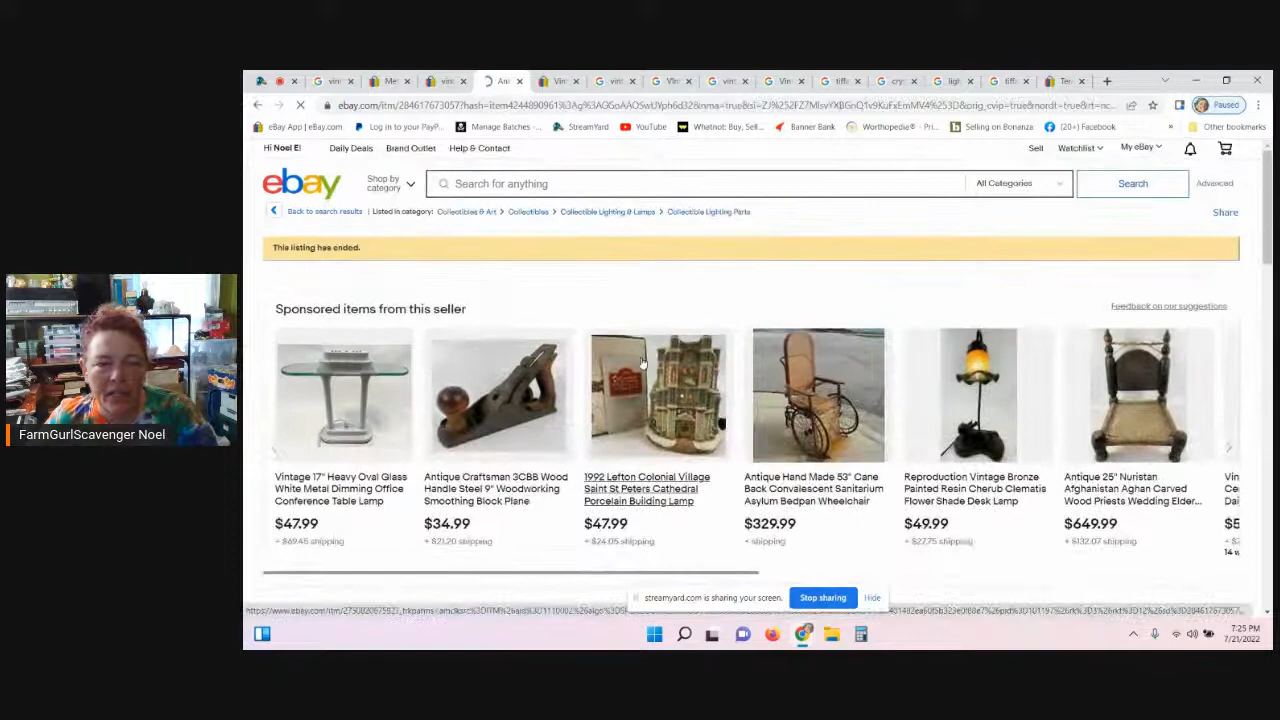 ebay.com/itm/284617673057
Paused
eBay App | eBay.com
Log in to your PayP...
Manage Batches -...
StreamYard
YouTube
Whatnot: Buy, Sell...
Banner Bank
Worthopedia® - Pri...
Selling on Bonanza
(20+) Facebook
»
Other bookmarks
Hi Noel E!
Daily Deals
Brand Outlet
Help & Contact
Sell
Watchlist
My eBay
ebay
Shop by
category
Search for anything
All Categories
Search
Advanced
Back to search results | Listed in category: Collectibles & Art > Collectibles > Collectible Lighting & Lamps > Collectible Lighting Parts
Share
This listing has ended.
Sponsored items from this seller
Feedback on our suggestions
Vintage 17" Heavy Oval Glass
White Metal Dimming Office
Conference Table Lamp
$47.99
+ $69.45 shipping
Antique Craftsman 3CBB Wood
Handle Steel 9" Woodworking
Smoothing Block Plane
$34.99
+ $21.20 shipping
1992 Lefton Colonial Village
Saint St Peters Cathedral
Porcelain Building Lamp
$47.99
+ $24.05 shipping
Antique Hand Made 53" Cane
Back Convalescent Sanitarium
Asylum Bedpan Wheelchair
$329.99
+ shipping
Reproduction Vintage Bronze
Painted Resin Cherub Clematis
Flower Shade Desk Lamp
$49.99
+ $27.75 shipping
Antique 25" Nuristan
Afghanistan Aghan Carved
Wood Priests Wedding Elder...
$649.99
+ $132.07 shipping
Vin
Cer
Dai
$5
14 w
FarmGurlScavenger Noel
streamyard.com is sharing your screen.
Stop sharing
Hide
7:25 PM
7/21/2022